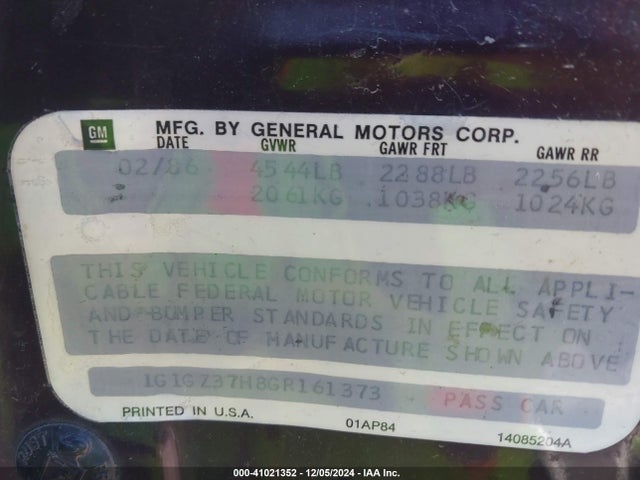 GM
MFG. BY GENERAL MOTORS CORP.
DATE GVWR GAWR FRT GAWR RR
02/86 4544LB 2288LB 2256LB
2061KG 1038KG 1024KG
THIS VEHICLE CONFORMS TO ALL APPLI-
CABLE FEDERAL MOTOR VEHICLE SAFETY
AND BUMPER STANDARDS IN EFFECT ON
THE DATE OF MANUFACTURE SHOWN ABOVE
1G1GZ37H8GR161373 PASS CAR
PRINTED IN U.S.A. 01AP84 14085204A
000-41021352 - 12/05/2024 - IAA Inc.